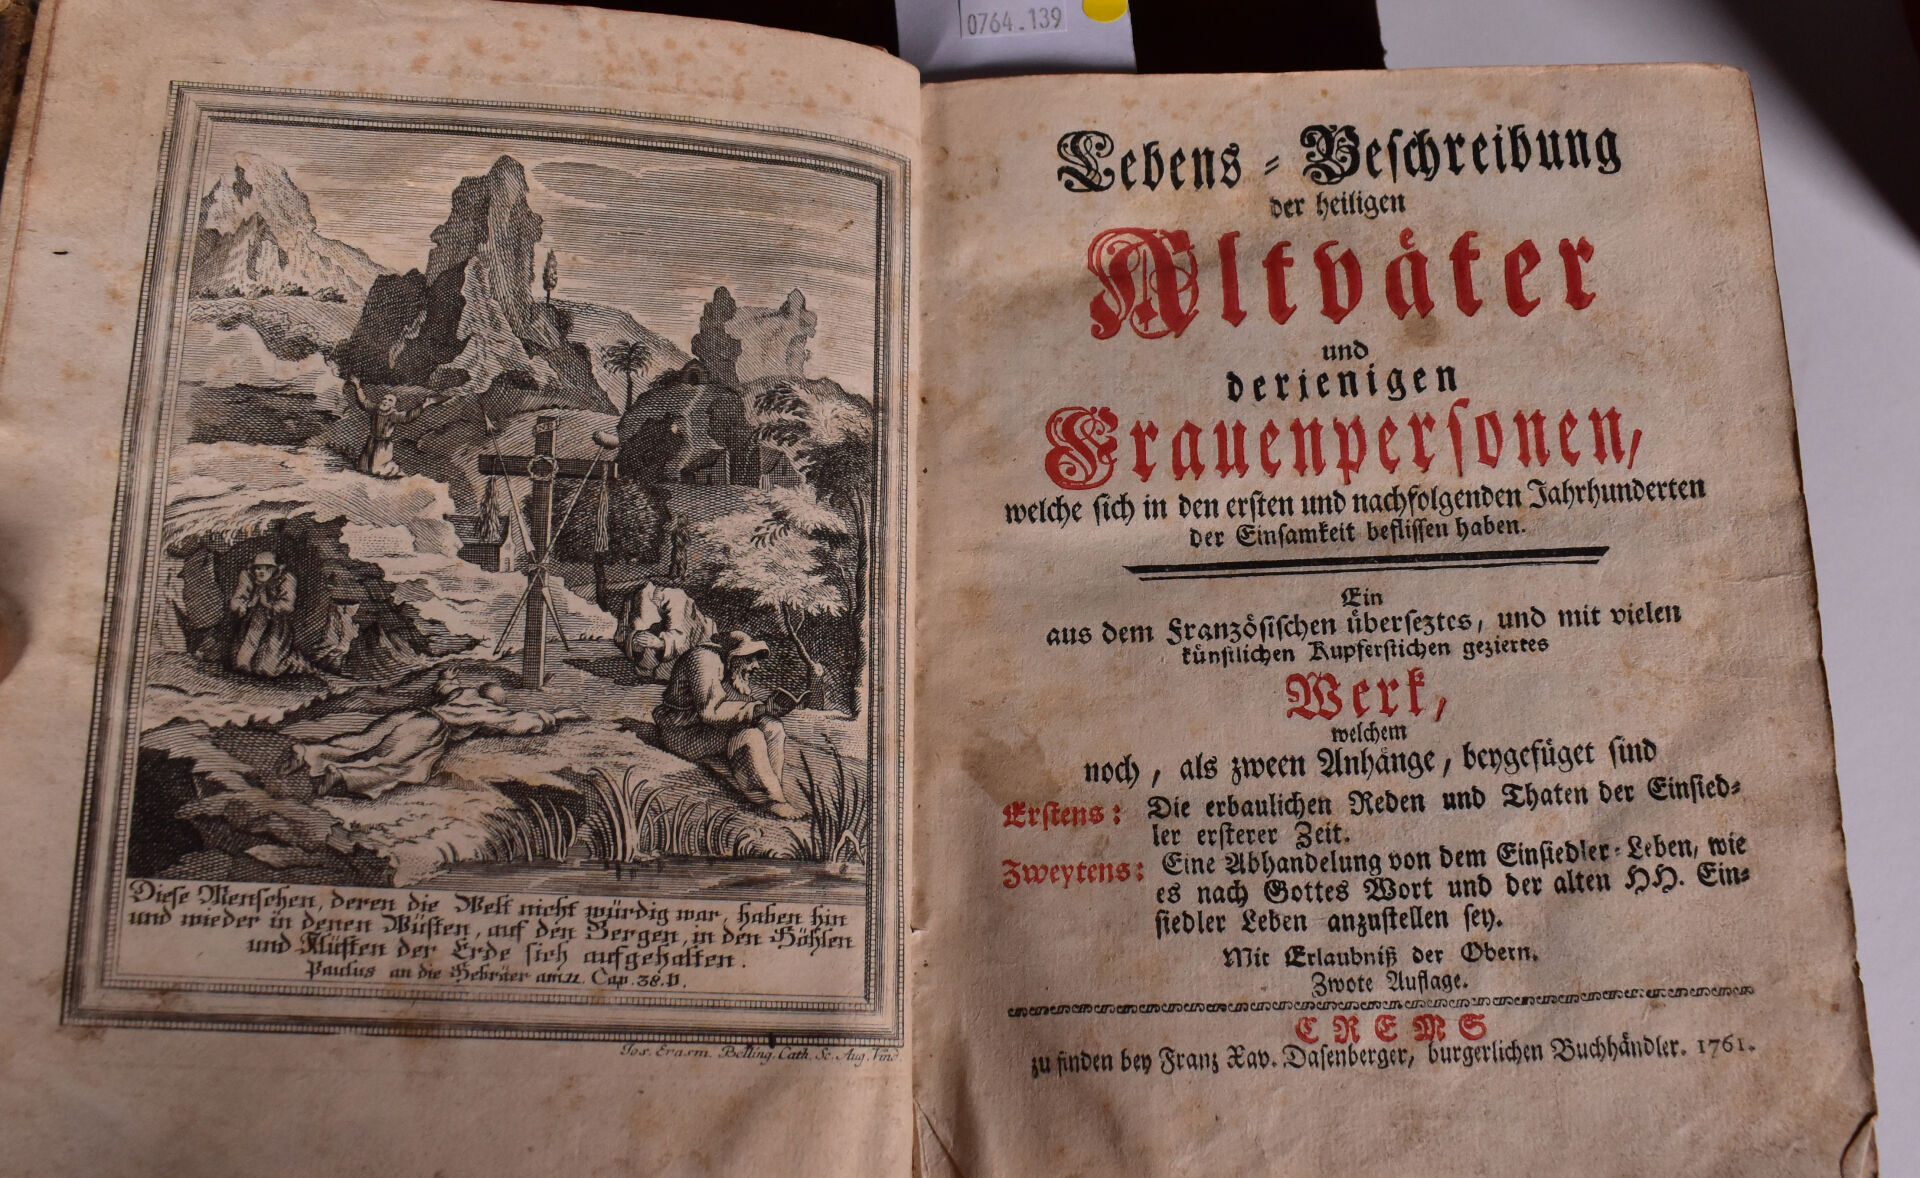 0764.139
Diese Menschen, deren die Welt nicht würdig war, haben hin
und wieder in denen Wüsten, auf den Bergen, in den Höhlen
und Klüften der Erde sich aufgehalten.
Paulus an die Hebräer am 11. Cap. 38. V.
Jos. Erasm. Belling. Cath. Sc. Aug. Vind.
Lebens-Beschreibung
der heiligen
Altväter
und
derjenigen
Frauenpersonen,
welche sich in den ersten und nachfolgenden Jahrhunderten
der Einsamkeit beflissen haben.
Ein
aus dem Französischen überseztes, und mit vielen
künstlichen Kupferstichen geziertes
Werk,
welchem
noch, als zween Anhänge, beygefüget sind
Erstens: Die erbaulichen Reden und Thaten der Einsied-
ler ersterer Zeit.
Zweytens: Eine Abhandelung von dem Einsiedler-Leben, wie
es nach Gottes Wort und der alten HH. Ein-
siedler Leben anzustellen sey.
Mit Erlaubniß der Obern.
Zwote Auflage.
CREMS
zu finden bey Franz Xav. Dasenberger, burgerlichen Buchhändler. 1761.